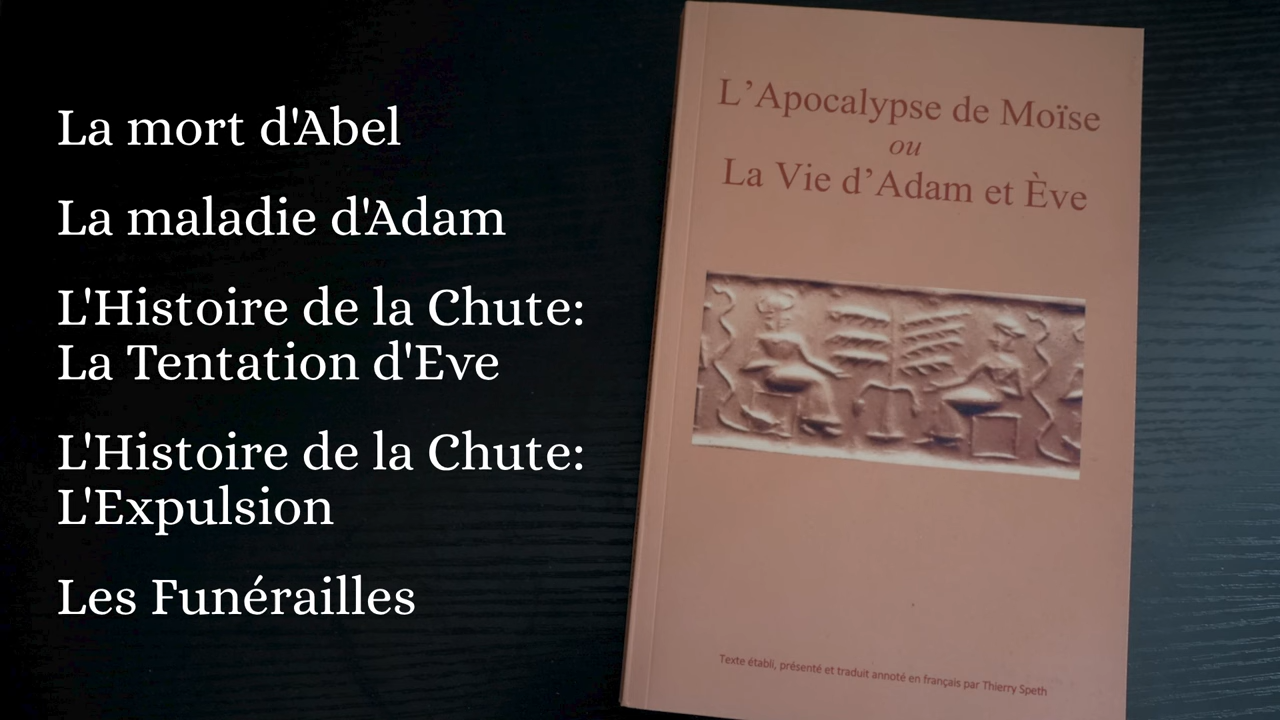 La mort d'Abel
La maladie d'Adam
L'Histoire de la Chute:
La Tentation d'Eve
L'Histoire de la Chute:
L'Expulsion
Les Funérailles
L’Apocalypse de Moïse
ou
La Vie d’Adam et Ève
Texte établi, présenté et traduit annoté en français par Thierry Speth